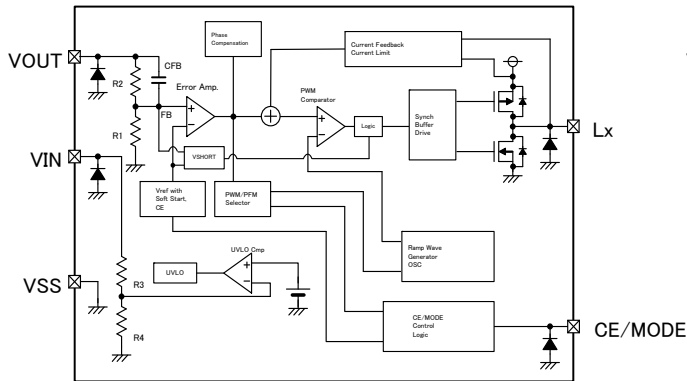 Phase
Compensation
Current Feedback
Current Limit
VOUT
CFB
R2
Error Amp.
FB
PWM
Comparator
R1
Logic
Synch
Buffer
Drive
Lx
VIN
VSHORT
Vref with
Soft Start,
CE
PWM/PFM
Selector
Ramp Wave
Generator
OSC
UVLO Cmp
UVLO
VSS
R3
R4
CE/MODE
Control
Logic
CE/MODE